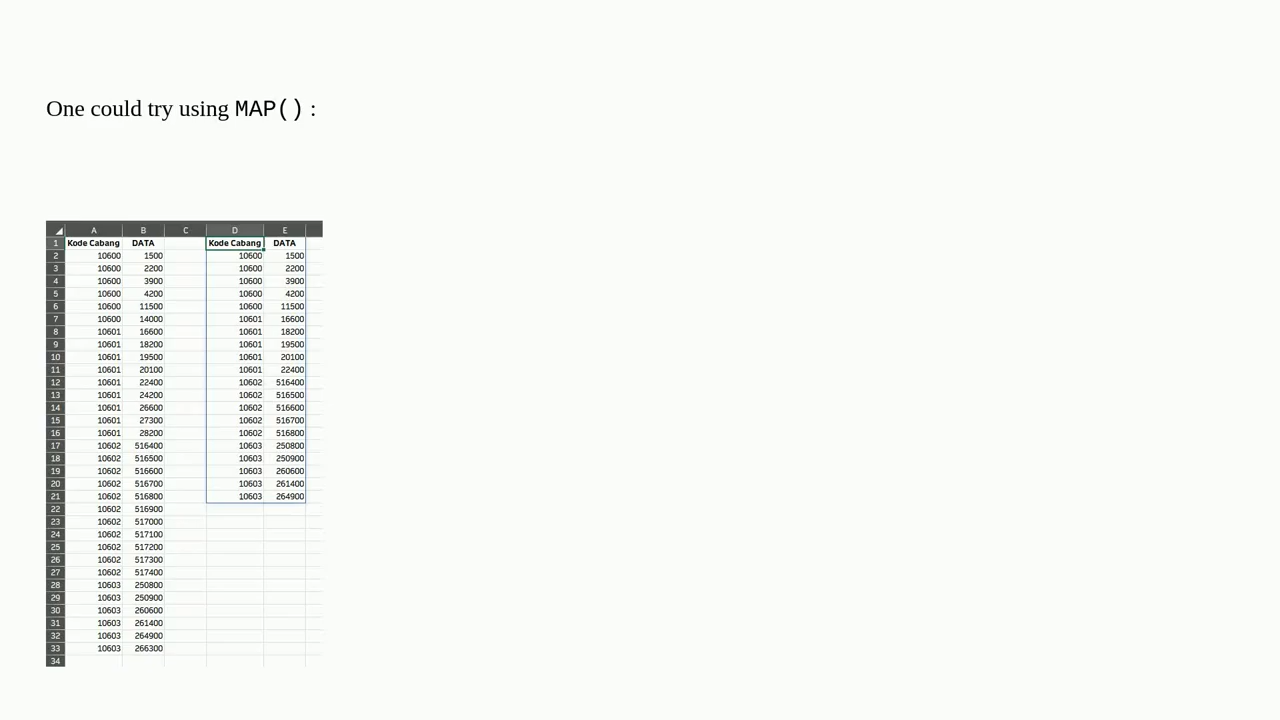 One could try using MAP() :
A B C D E
1 Kode Cabang DATA Kode Cabang DATA
2 10600 1500 10600 1500
3 10600 2200 10600 2200
4 10600 3900 10600 3900
5 10600 4200 10600 4200
6 10600 11500 10600 11500
7 10600 14000 10601 16600
8 10601 16600 10601 18200
9 10601 18200 10601 19500
10 10601 19500 10601 20100
11 10601 20100 10601 22400
12 10601 22400 10602 516400
13 10601 24200 10602 516500
14 10601 26600 10602 516600
15 10601 27300 10602 516700
16 10601 28200 10602 516800
17 10602 516400 10603 250800
18 10602 516500 10603 250900
19 10602 516600 10603 260600
20 10602 516700 10603 261400
21 10602 516800 10603 264900
22 10602 516900
23 10602 517000
24 10602 517100
25 10602 517200
26 10602 517300
27 10602 517400
28 10603 250800
29 10603 250900
30 10603 260600
31 10603 261400
32 10603 264900
33 10603 266300
34